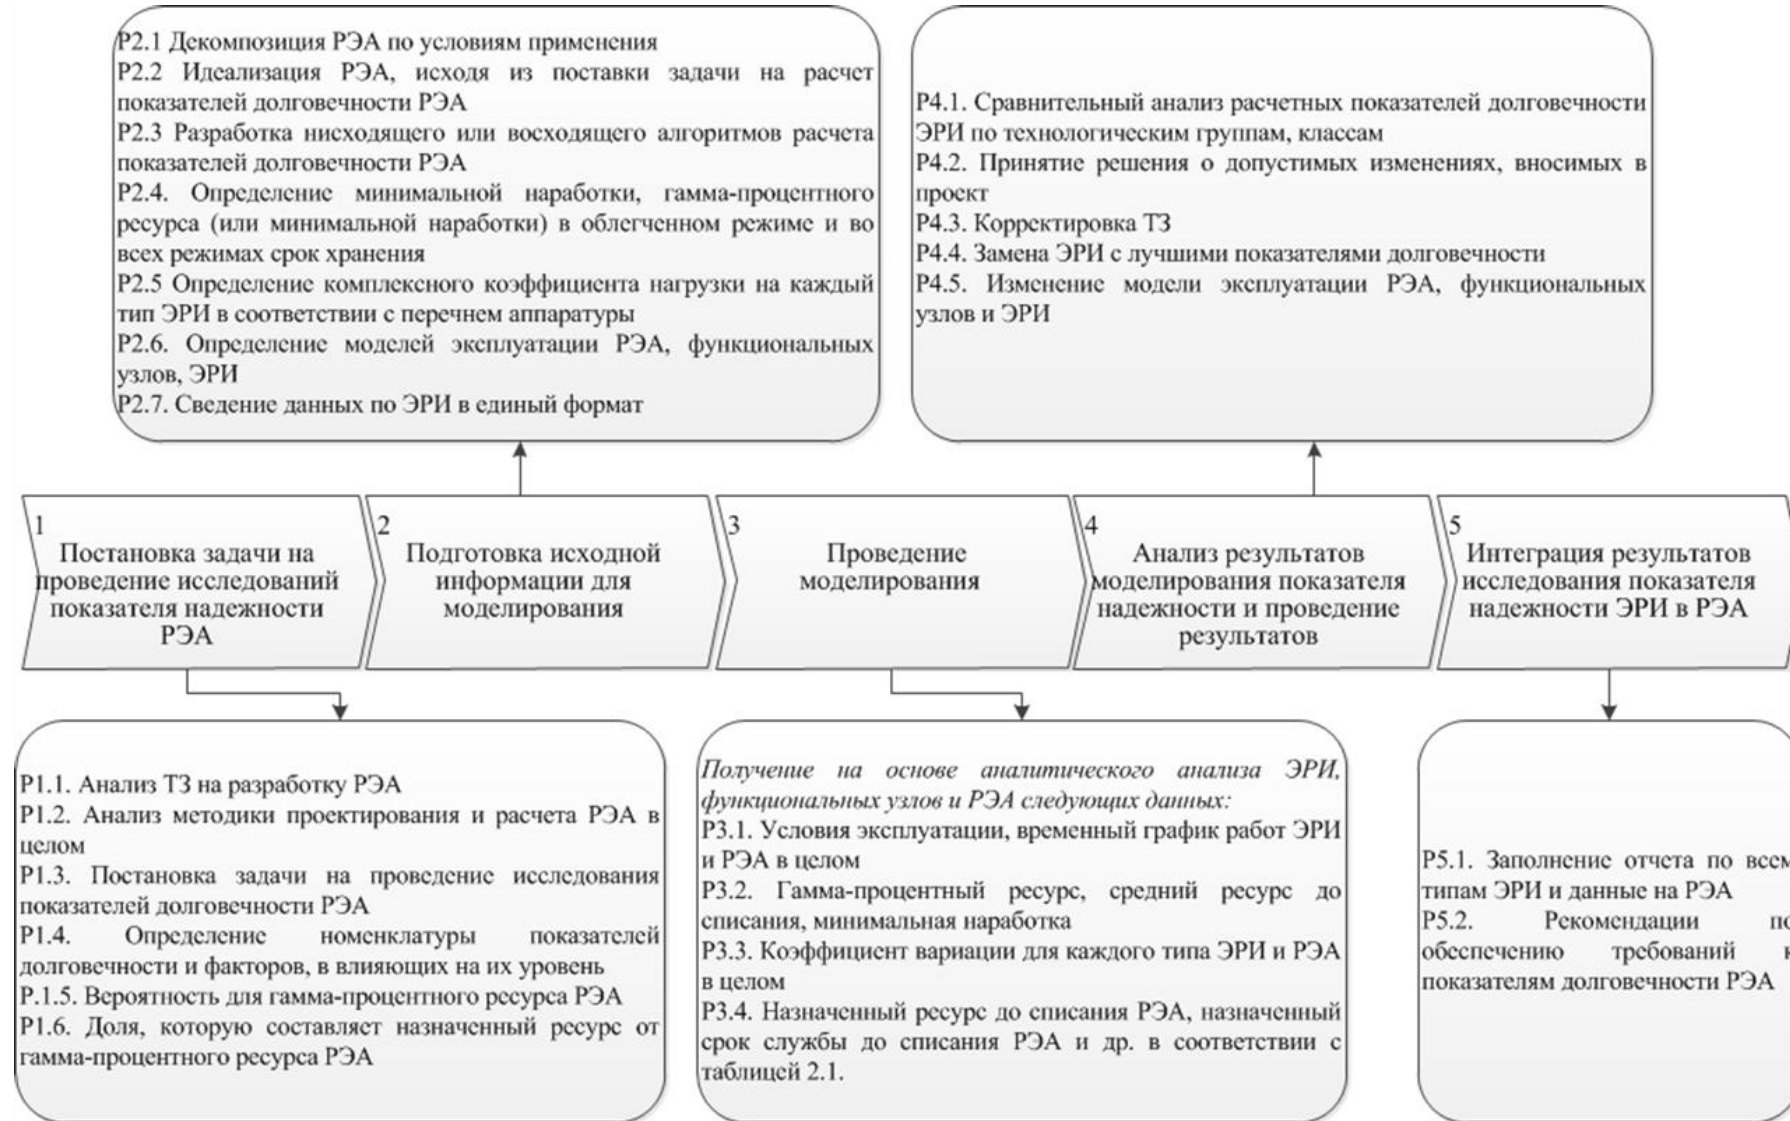 Р2.1 Декомпозиция РЭА по условиям применения
Р2.2 Идеализация РЭА, исходя из поставки задачи на расчет
показателей долговечности РЭА
Р2.3 Разработка нисходящего или восходящего алгоритмов расчета
показателей долговечности РЭА
Р2.4. Определение минимальной наработки, гамма-процентного
ресурса (или минимальной наработки) в облегченном режиме и во
всех режимах срок хранения
Р2.5 Определение комплексного коэффициента нагрузки на каждый
тип ЭРИ в соответствии с перечнем аппаратуры
Р2.6. Определение моделей эксплуатации РЭА, функциональных
узлов, ЭРИ
Р2.7. Сведение данных по ЭРИ в единый формат
Р4.1. Сравнительный анализ расчетных показателей долговечности
ЭРИ по технологическим группам, классам
Р4.2. Принятие решения о допустимых изменениях, вносимых в
проект
Р4.3. Корректировка ТЗ
Р4.4. Замена ЭРИ с лучшими показателями долговечности
Р4.5. Изменение модели эксплуатации РЭА, функциональных
узлов и ЭРИ
1
Постановка задачи на
проведение исследований
показателя надежности
РЭА
2
Подготовка исходной
информации для
моделирования
3
Проведение
моделирования
4
Анализ результатов
моделирования показателя
надежности и проведение
результатов
5
Интеграция результатов
исследования показателя
надежности ЭРИ в РЭА
Р1.1. Анализ ТЗ на разработку РЭА
Р1.2. Анализ методики проектирования и расчета РЭА в
целом
Р1.3. Постановка задачи на проведение исследования
показателей долговечности РЭА
Р1.4. Определение номенклатуры показателей
долговечности и факторов, в влияющих на их уровень
Р.1.5. Вероятность для гамма-процентного ресурса РЭА
Р1.6. Доля, которую составляет назначенный ресурс от
гамма-процентного ресурса РЭА
Получение на основе аналитического анализа ЭРИ,
функциональных узлов и РЭА следующих данных:
Р3.1. Условия эксплуатации, временный график работ ЭРИ
и РЭА в целом
Р3.2. Гамма-процентный ресурс, средний ресурс до
списания, минимальная наработка
Р3.3. Коэффициент вариации для каждого типа ЭРИ и РЭА
в целом
Р3.4. Назначенный ресурс до списания РЭА, назначенный
срок службы до списания РЭА и др. в соответствии с
таблицей 2.1.
Р5.1. Заполнение отчета по всем
типам ЭРИ и данные на РЭА
Р5.2. Рекомендации по
обеспечению требований к
показателям долговечности РЭА